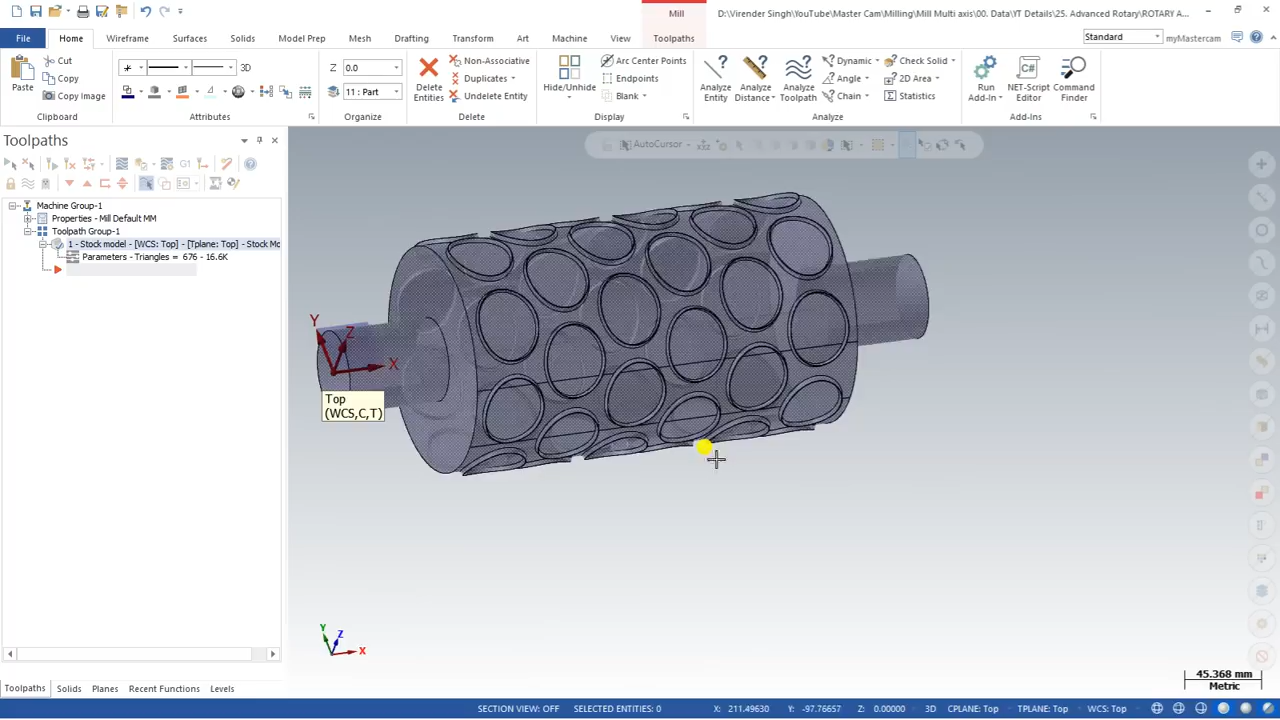 Mill
D:\Virender Singh\YouTube\Master Cam\Milling\Mill Multi axis\00. Data\YT Details\25. Advanced Rotary\ROTARY A...
File
Home
Wireframe
Surfaces
Solids
Model Prep
Mesh
Drafting
Transform
Art
Machine
View
Toolpaths
Standard
myMastercam
Paste
Cut
Copy
Copy Image
Clipboard
3D
Attributes
Z 0.0
11 : Part
Organize
Delete Entities
Non-Associative
Duplicates
Undelete Entity
Delete
Hide/Unhide
Arc Center Points
Endpoints
Blank
Display
Analyze Entity
Analyze Distance
Analyze Toolpath
Dynamic
Angle
Chain
Check Solid
2D Area
Statistics
Analyze
Run Add-In
C#
NET-Script Editor
Command Finder
Add-Ins
Toolpaths
G1
AutoCursor
XYZ
Machine Group-1
Properties - Mill Default MM
Toolpath Group-1
1 - Stock model - [WCS: Top] - [Tplane: Top] - Stock Mo
Parameters - Triangles = 676 - 16.6K
Y
Z
X
Top
(WCS,C,T)
Y
Z
X
45.368 mm
Metric
Toolpaths
Solids
Planes
Recent Functions
Levels
SECTION VIEW: OFF
SELECTED ENTITIES: 0
X: 211.49630
Y: -97.76657
Z: 0.00000
3D
CPLANE: Top
TPLANE: Top
WCS: Top